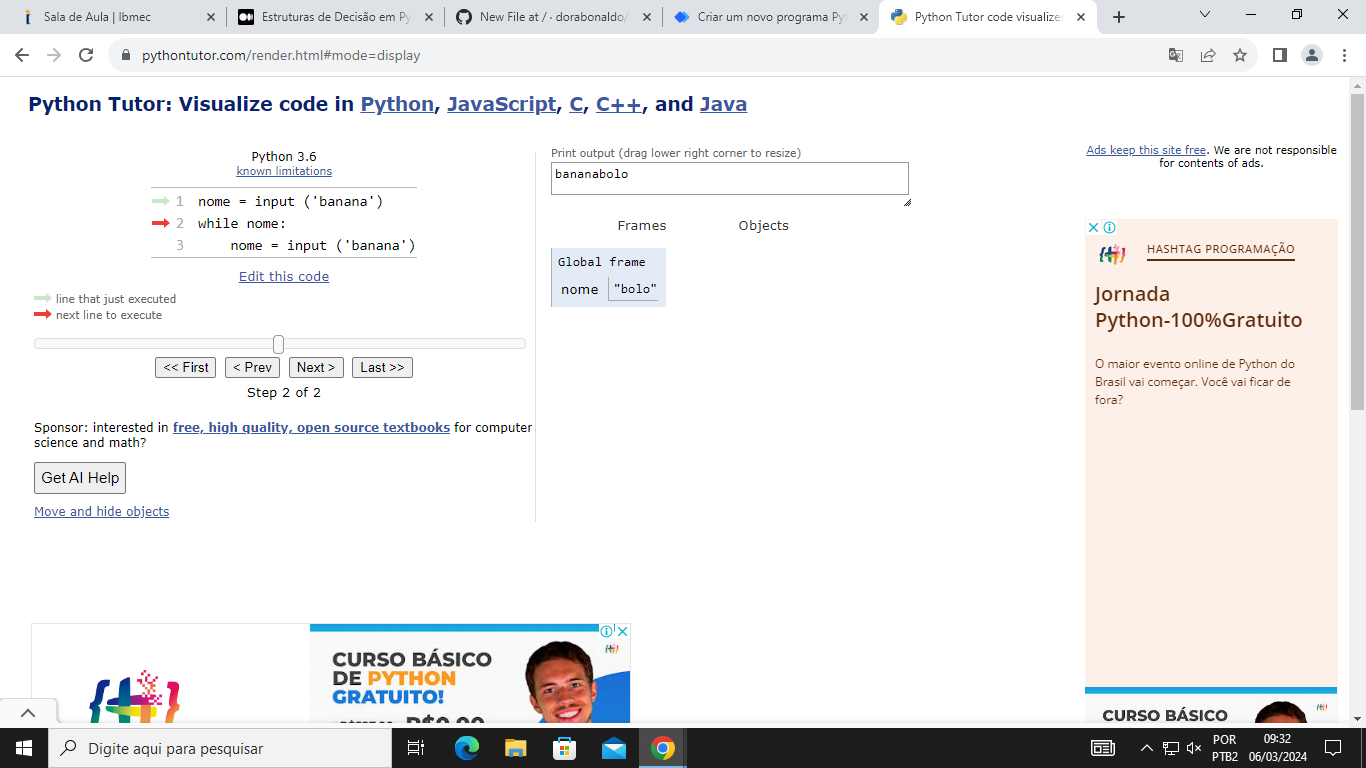 Sala de Aula | Ibmec
Estruturas de Decisão em Py
New File at / · dorabonaldo/
Criar um novo programa Pyt
Python Tutor code visualizer
pythontutor.com/render.html#mode=display
Python Tutor: Visualize code in Python, JavaScript, C, C++, and Java
Python 3.6
known limitations
1 nome = input ('banana')
2 while nome:
3 nome = input ('banana')
Edit this code
line that just executed
next line to execute
<< First
< Prev
Next >
Last >>
Step 2 of 2
Sponsor: interested in free, high quality, open source textbooks for computer
science and math?
Get AI Help
Move and hide objects
Print output (drag lower right corner to resize)
bananabolo
Frames
Objects
Global frame
nome "bolo"
Ads keep this site free. We are not responsible
for contents of ads.
HASHTAG PROGRAMAÇÃO
Jornada
Python-100%Gratuito
O maior evento online de Python do
Brasil vai começar. Você vai ficar de
fora?
CURSO BÁSICO
DE PYTHON
GRATUITO!
CURSO BÁSICO
Digite aqui para pesquisar
POR
PTB2
09:32
06/03/2024